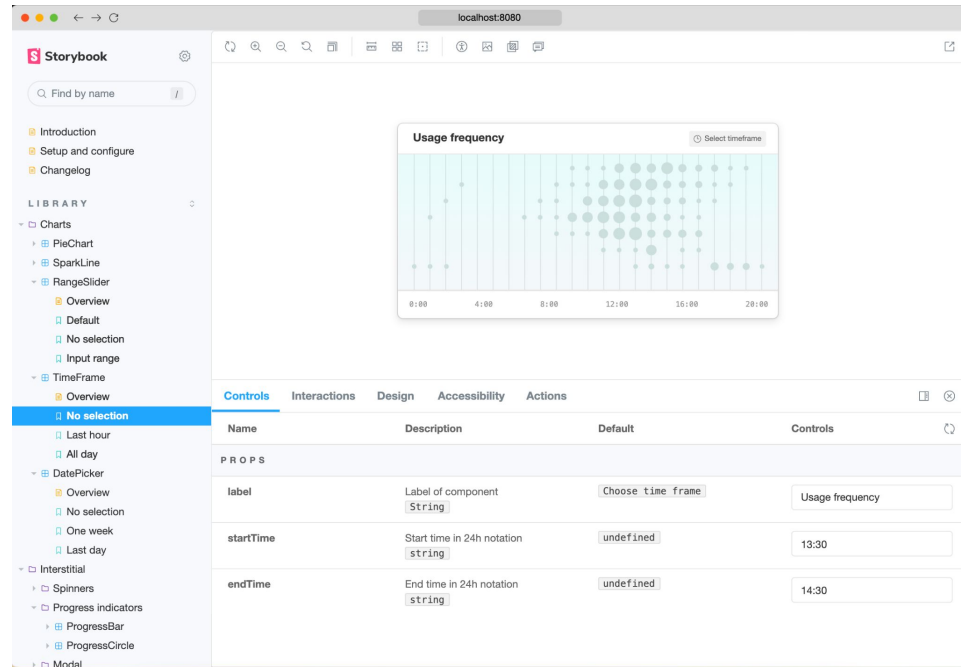 localhost:8080
Storybook
Find by name
/
Introduction
Setup and configure
Changelog
LIBRARY
Charts
PieChart
SparkLine
RangeSlider
Overview
Default
No selection
Input range
TimeFrame
Overview
No selection
Last hour
All day
DatePicker
Overview
No selection
One week
Last day
Interstitial
Spinners
Progress indicators
ProgressBar
ProgressCircle
Modal
Usage frequency
Select timeframe
0:00 4:00 8:00 12:00 16:00 20:00
Controls Interactions Design Accessibility Actions
Name Description Default Controls
PROPS
label Label of component Choose time frame Usage frequency
String
startTime Start time in 24h notation undefined 13:30
string
endTime End time in 24h notation undefined 14:30
string